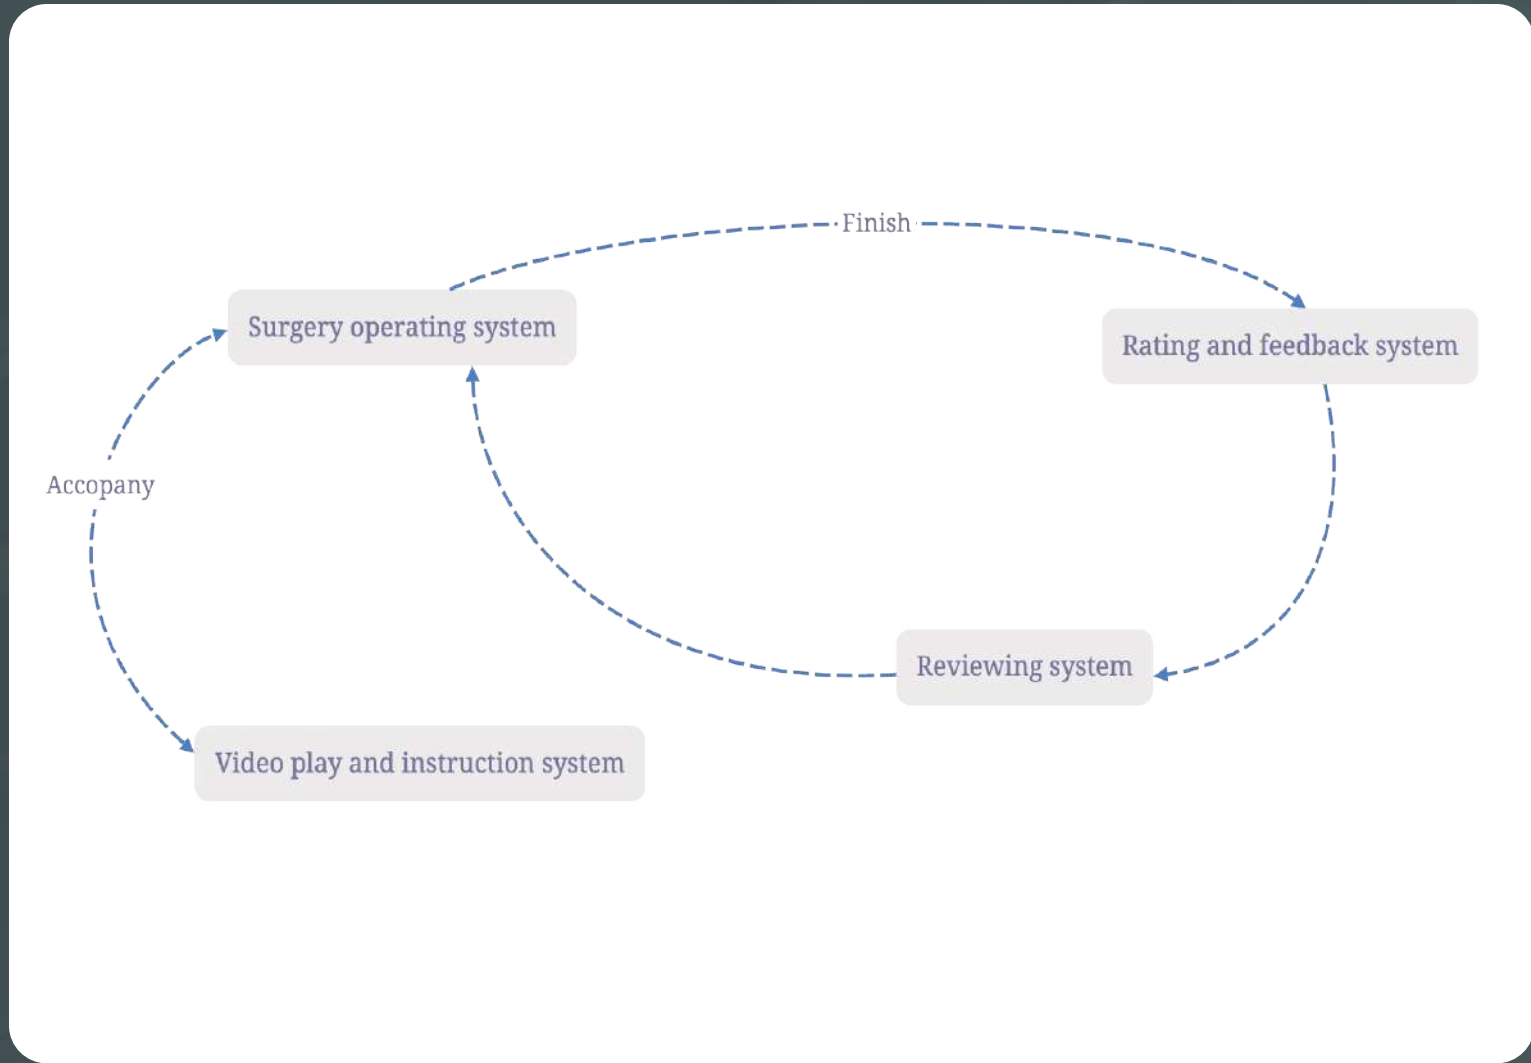 Finish
Surgery operating system
Rating and feedback system
Accopany
Reviewing system
Video play and instruction system